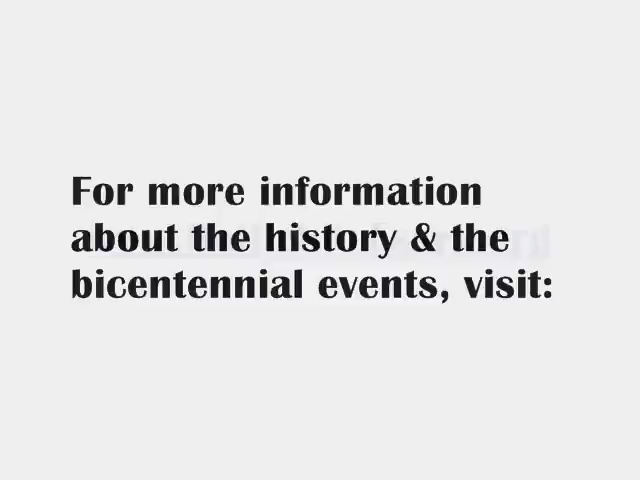 For more information
about the history & the
bicentennial events, visit: